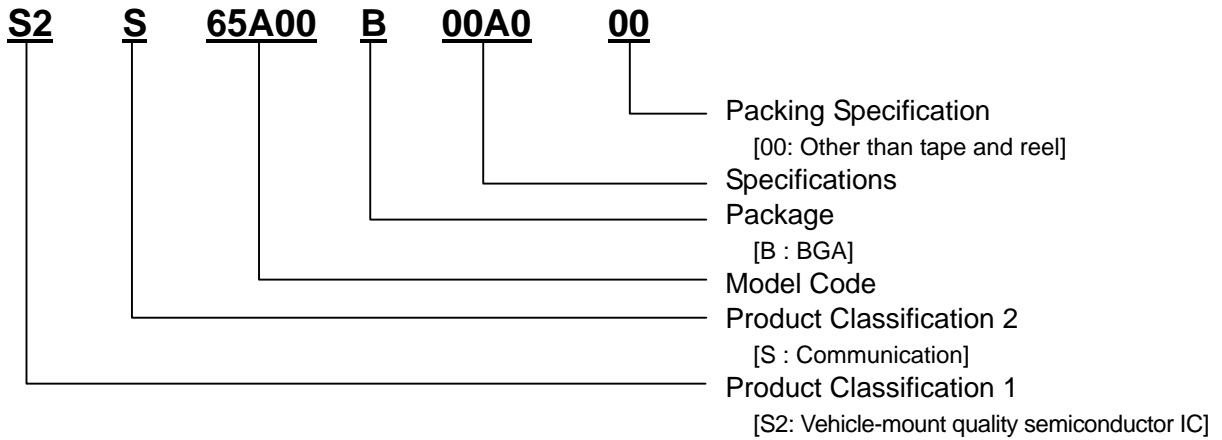 S2 S 65A00 B 00A0 00
Packing Specification
[00: Other than tape and reel]
Specifications
Package
[B : BGA]
Model Code
Product Classification 2
[S : Communication]
Product Classification 1
[S2: Vehicle-mount quality semiconductor IC]